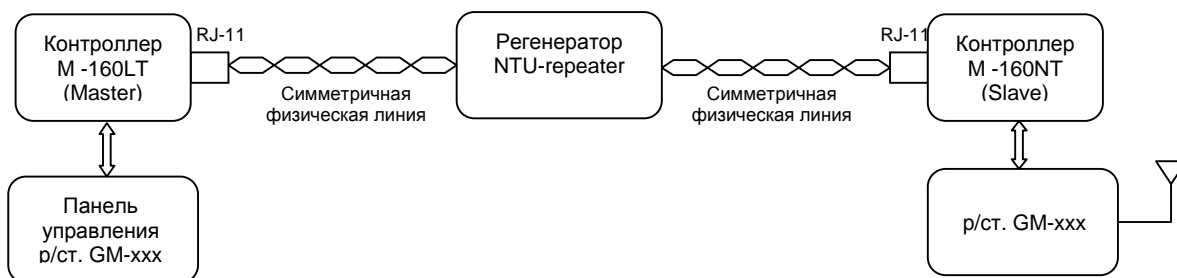 Контроллер
М -160LT
(Master)
RJ-11
Симметричная
физическая линия
Регенератор
NTU-repeater
Симметричная
физическая линия
RJ-11
Контроллер
М -160NT
(Slave)
Панель
управления
р/ст. GM-xxx
р/ст. GM-xxx